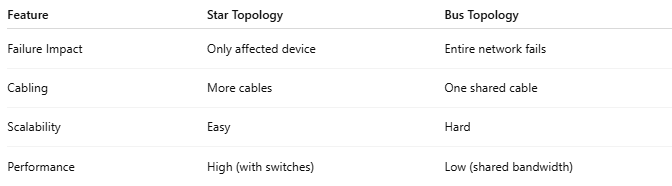 Feature Star Topology Bus Topology
Failure Impact Only affected device Entire network fails
Cabling More cables One shared cable
Scalability Easy Hard
Performance High (with switches) Low (shared bandwidth)